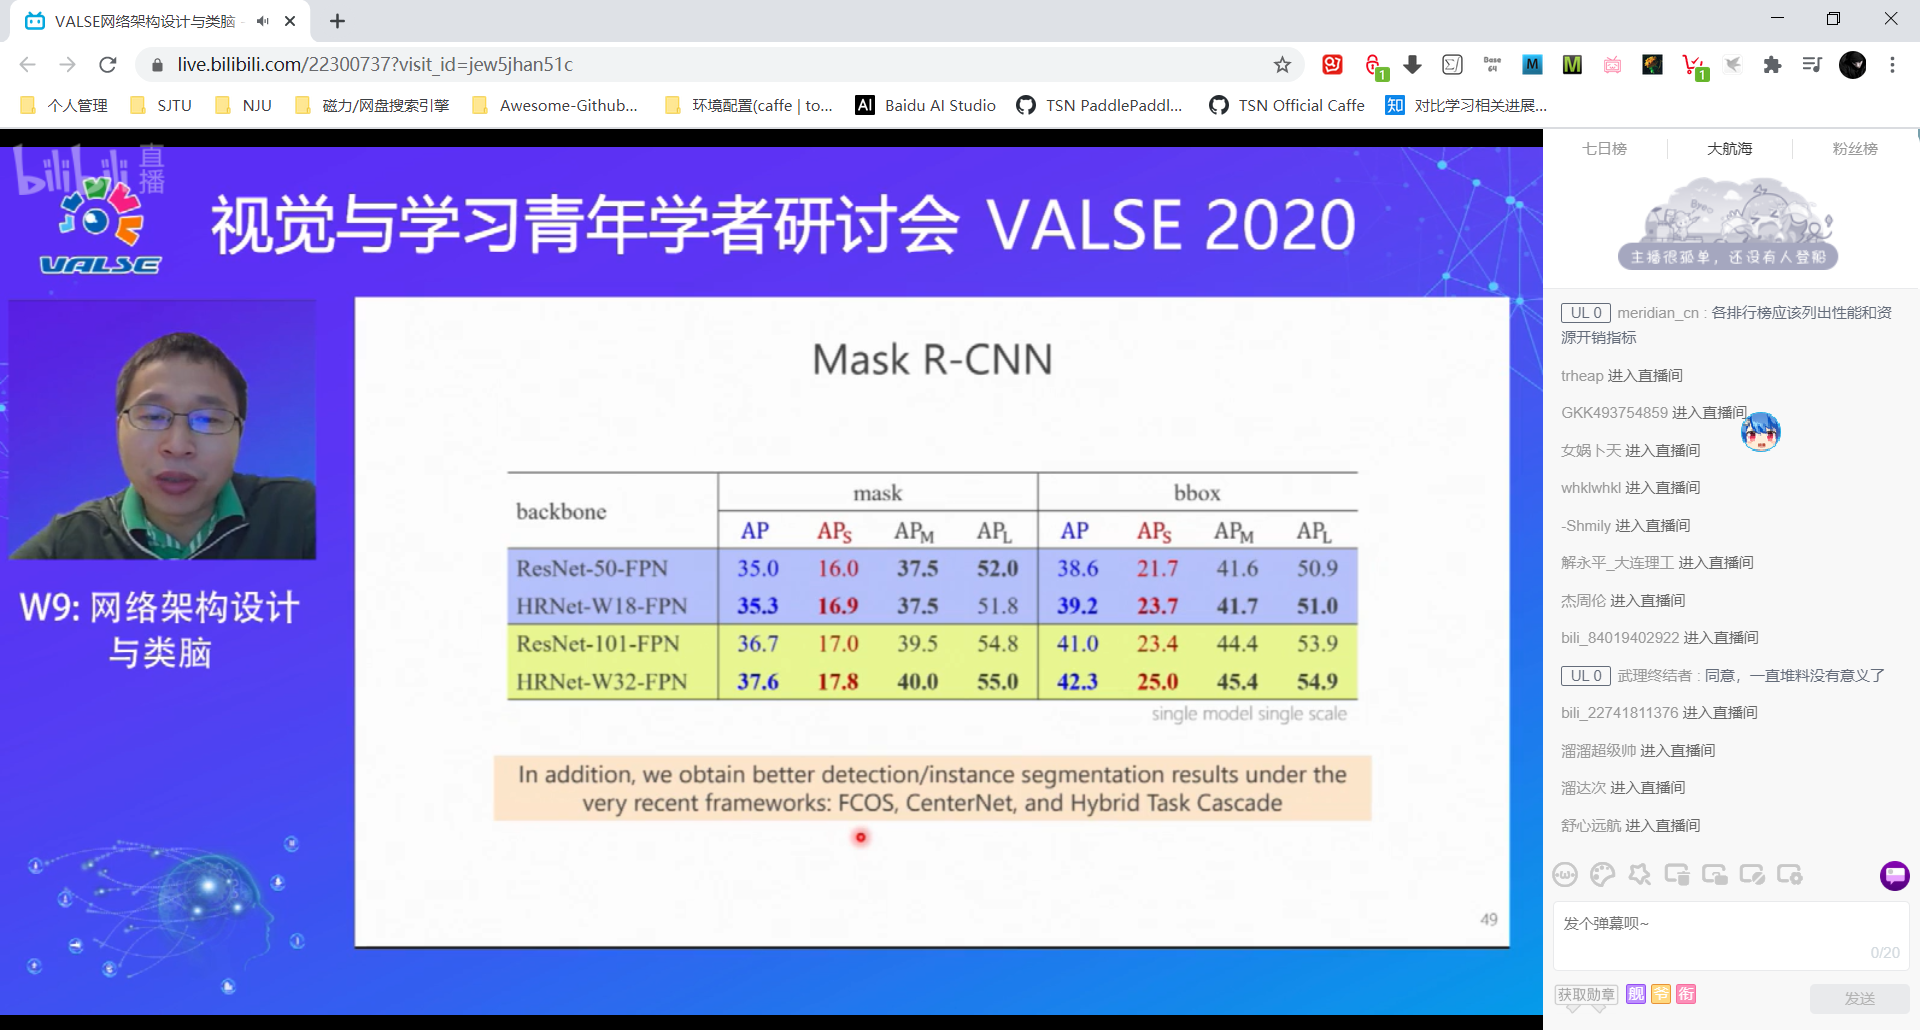 VALSE网络架构设计与类脑
live.bilibili.com/22300737?visit_id=jew5jhan51c
1
Base 64
M
M
1
个人管理
SJTU
NJU
磁力/网盘搜索引擎
Awesome-Github...
环境配置(caffe | to...
AI Baidu AI Studio
TSN PaddlePaddl...
TSN Official Caffe
知 对比学习相关进展...
bilibili 直播
VALSE
视觉与学习青年学者研讨会 VALSE 2020
W9: 网络架构设计
与类脑
Mask R-CNN
backbone mask bbox
AP APS APM APL AP APS APM APL
ResNet-50-FPN 35.0 16.0 37.5 52.0 38.6 21.7 41.6 50.9
HRNet-W18-FPN 35.3 16.9 37.5 51.8 39.2 23.7 41.7 51.0
ResNet-101-FPN 36.7 17.0 39.5 54.8 41.0 23.4 44.4 53.9
HRNet-W32-FPN 37.6 17.8 40.0 55.0 42.3 25.0 45.4 54.9
single model single scale
In addition, we obtain better detection/instance segmentation results under the
very recent frameworks: FCOS, CenterNet, and Hybrid Task Cascade
49
七日榜 大航海 粉丝榜
主播很孤单，还没有人登船
UL 0 meridian_cn : 各排行榜应该列出性能和资
源开销指标
trheap 进入直播间
GKK493754859 进入直播间
女娲卜天 进入直播间
whklwhkl 进入直播间
-Shmily 进入直播间
解永平_大连理工 进入直播间
杰周伦 进入直播间
bili_84019402922 进入直播间
UL 0 武理终结者 : 同意，一直堆料没有意义了
bili_22741811376 进入直播间
溜溜超级帅 进入直播间
溜达次 进入直播间
舒心远航 进入直播间
发个弹幕呗~
0/20
获取勋章 舰 爷 衔
发送